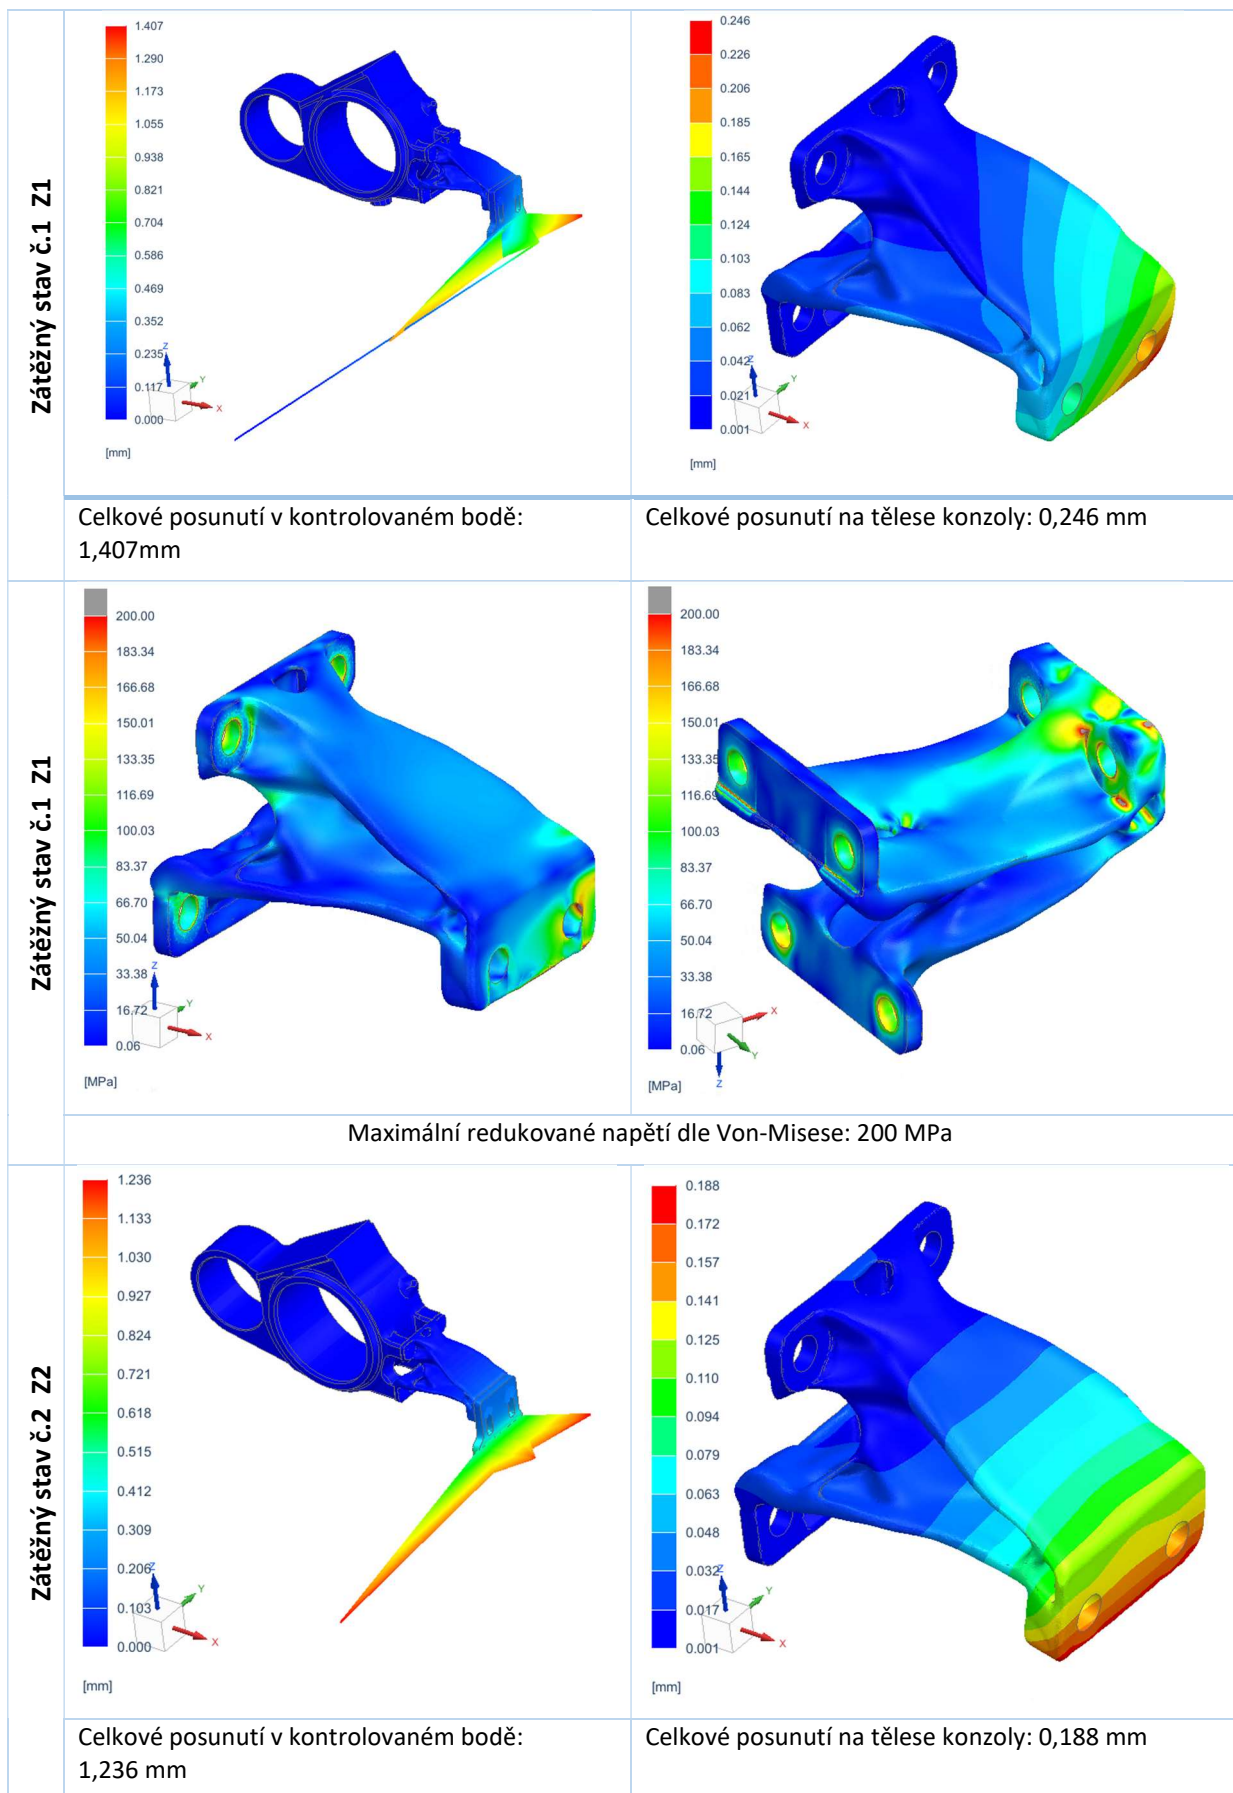 Zátěžný stav č.1 Z1
1.407
1.290
1.173
1.055
0.938
0.821
0.704
0.586
0.469
0.352
0.235
0.117
0.000
[mm]
Z
Y
X
0.246
0.226
0.206
0.185
0.165
0.144
0.124
0.103
0.083
0.062
0.042
0.021
0.001
[mm]
Z
Y
X
Celkové posunutí v kontrolovaném bodě:
1,407mm
Celkové posunutí na tělese konzoly: 0,246 mm
Zátěžný stav č.1 Z1
200.00
183.34
166.68
150.01
133.35
116.69
100.03
83.37
66.70
50.04
33.38
16.72
0.06
[MPa]
Z
Y
X
200.00
183.34
166.68
150.01
133.35
116.69
100.03
83.37
66.70
50.04
33.38
16.72
0.06
[MPa]
X
Y
Z
Maximální redukované napětí dle Von-Misese: 200 MPa
Zátěžný stav č.2 Z2
1.236
1.133
1.030
0.927
0.824
0.721
0.618
0.515
0.412
0.309
0.206
0.103
0.000
[mm]
Z
Y
X
0.188
0.172
0.157
0.141
0.125
0.110
0.094
0.079
0.063
0.048
0.032
0.017
0.001
[mm]
Z
Y
X
Celkové posunutí v kontrolovaném bodě:
1,236 mm
Celkové posunutí na tělese konzoly: 0,188 mm